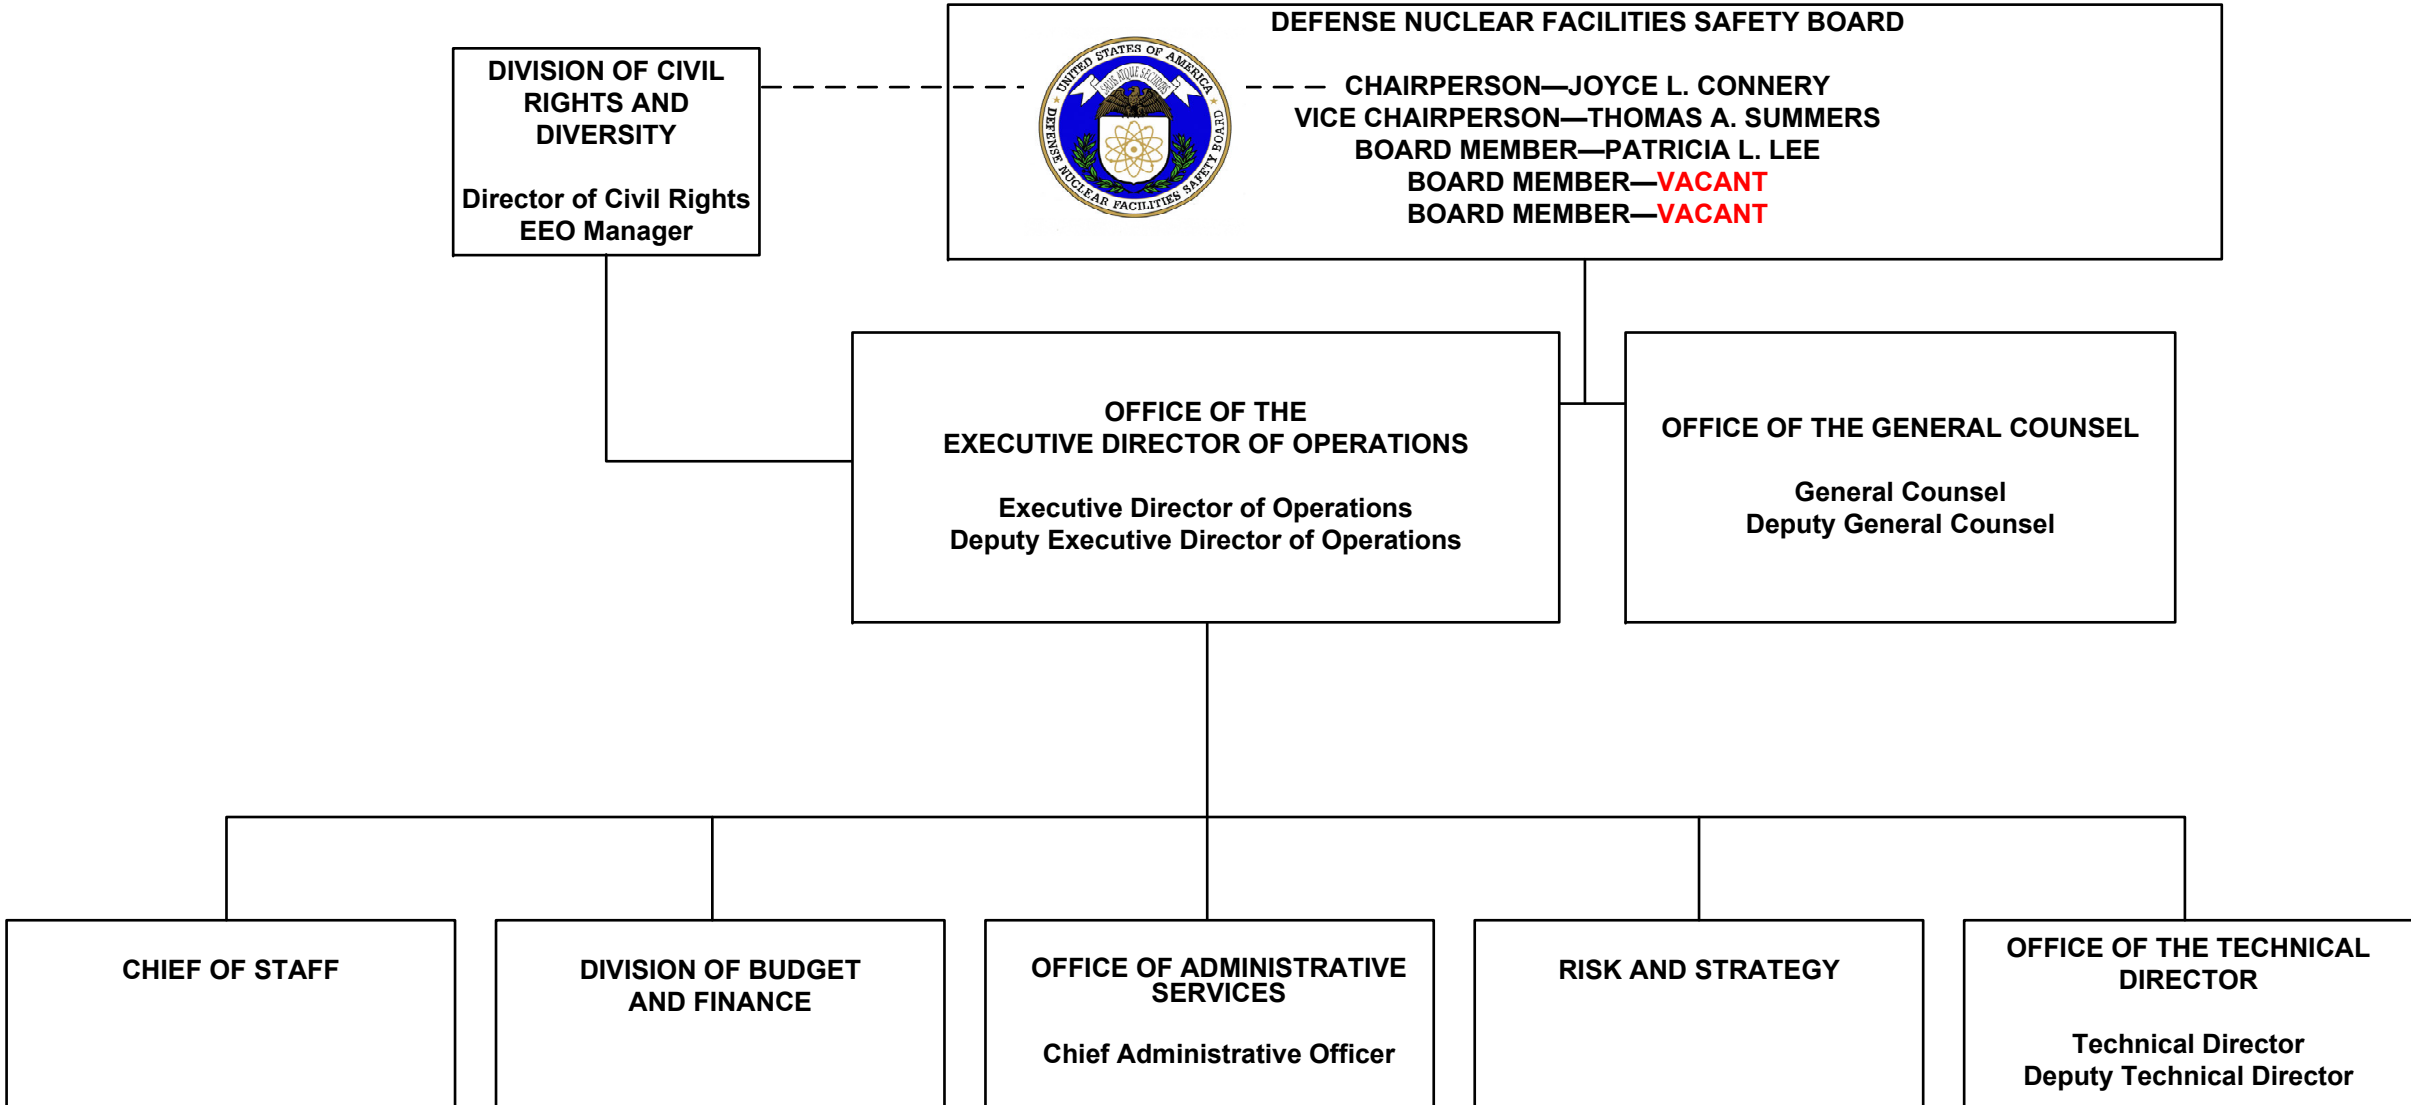 DEFENSE NUCLEAR FACILITIES SAFETY BOARD
CHAIRPERSON—JOYCE L. CONNERY
VICE CHAIRPERSON—THOMAS A. SUMMERS
BOARD MEMBER—PATRICIA L. LEE
BOARD MEMBER—VACANT
BOARD MEMBER—VACANT
UNITED STATES OF AMERICA
DEFENSE NUCLEAR FACILITIES SAFETY BOARD
DIVISION OF CIVIL
RIGHTS AND
DIVERSITY
Director of Civil Rights
EEO Manager
OFFICE OF THE
EXECUTIVE DIRECTOR OF OPERATIONS
Executive Director of Operations
Deputy Executive Director of Operations
OFFICE OF THE GENERAL COUNSEL
General Counsel
Deputy General Counsel
CHIEF OF STAFF
DIVISION OF BUDGET
AND FINANCE
OFFICE OF ADMINISTRATIVE
SERVICES
Chief Administrative Officer
RISK AND STRATEGY
OFFICE OF THE TECHNICAL
DIRECTOR
Technical Director
Deputy Technical Director